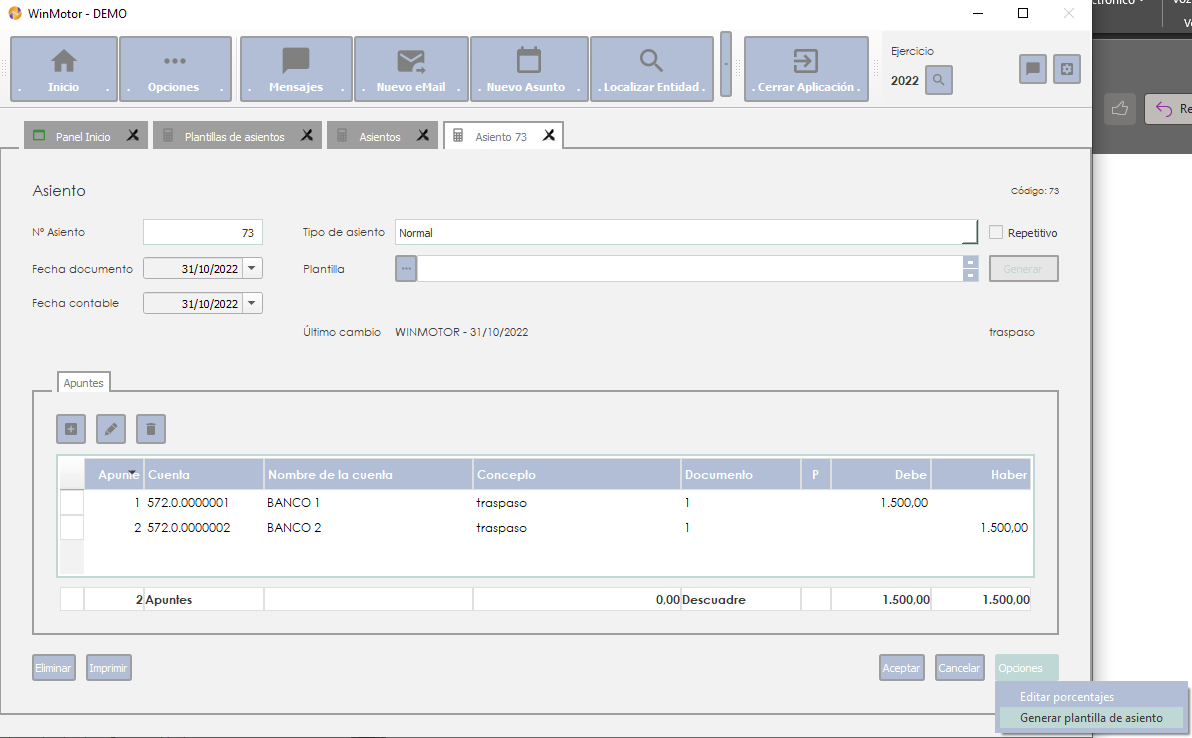 WinMotor - DEMO
ctrónico
Inicio
Opciones
Mensajes
Nuevo eMail
Nuevo Asunto
Localizar Entidad
Cerrar Aplicación
Ejercicio
2022
Re
Panel Inicio
Plantillas de asientos
Asientos
Asiento 73
Asiento
Código: 73
Nº Asiento 73
Tipo de asiento Normal
Repetitivo
Fecha documento 31/10/2022
Plantilla
Generar
Fecha contable 31/10/2022
Último cambio WINMOTOR - 31/10/2022 traspaso
Apuntes
Apunte Cuenta Nombre de la cuenta Concepto Documento P Debe Haber
1 572.0.0000001 BANCO 1 traspaso 1 1.500,00
2 572.0.0000002 BANCO 2 traspaso 1 1.500,00
2 Apuntes 0,00 Descuadre 1.500,00 1.500,00
Eliminar
Imprimir
Aceptar
Cancelar
Opciones
Editar porcentajes
Generar plantilla de asiento